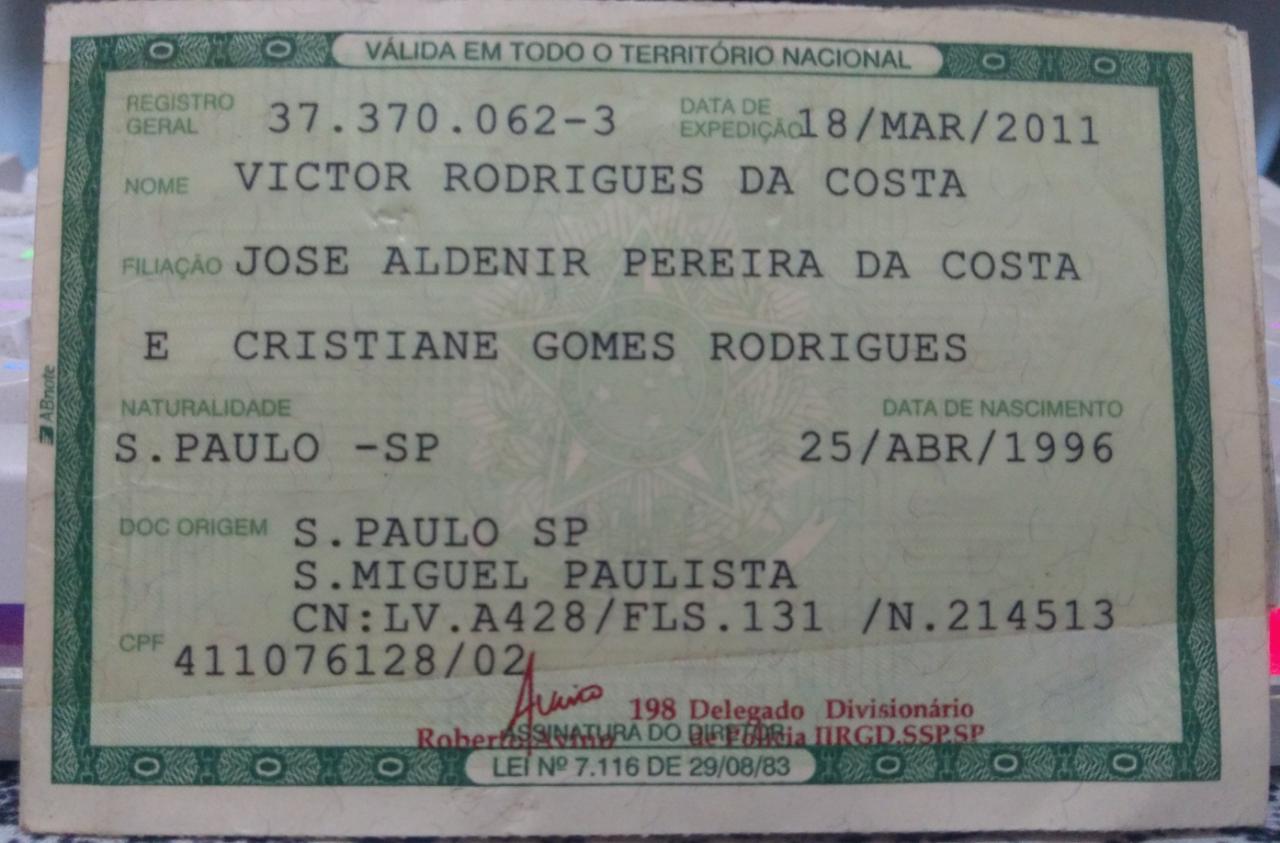 VÁLIDA EM TODO O TERRITÓRIO NACIONAL
REGISTRO GERAL 37.370.062-3 DATA DE EXPEDIÇÃO 18/MAR/2011
NOME VICTOR RODRIGUES DA COSTA
FILIAÇÃO JOSE ALDENIR PEREIRA DA COSTA
E CRISTIANE GOMES RODRIGUES
NATURALIDADE DATA DE NASCIMENTO
S.PAULO -SP 25/ABR/1996
DOC ORIGEM S.PAULO SP
S.MIGUEL PAULISTA
CN:LV.A428/FLS.131 /N.214513
CPF 411076128/02
198 Delegado Divisionário
Roberto Avino de Polícia IIRGD.SSP.SP
ASSINATURA DO DIRETOR
LEI Nº 7.116 DE 29/08/83
ABnote